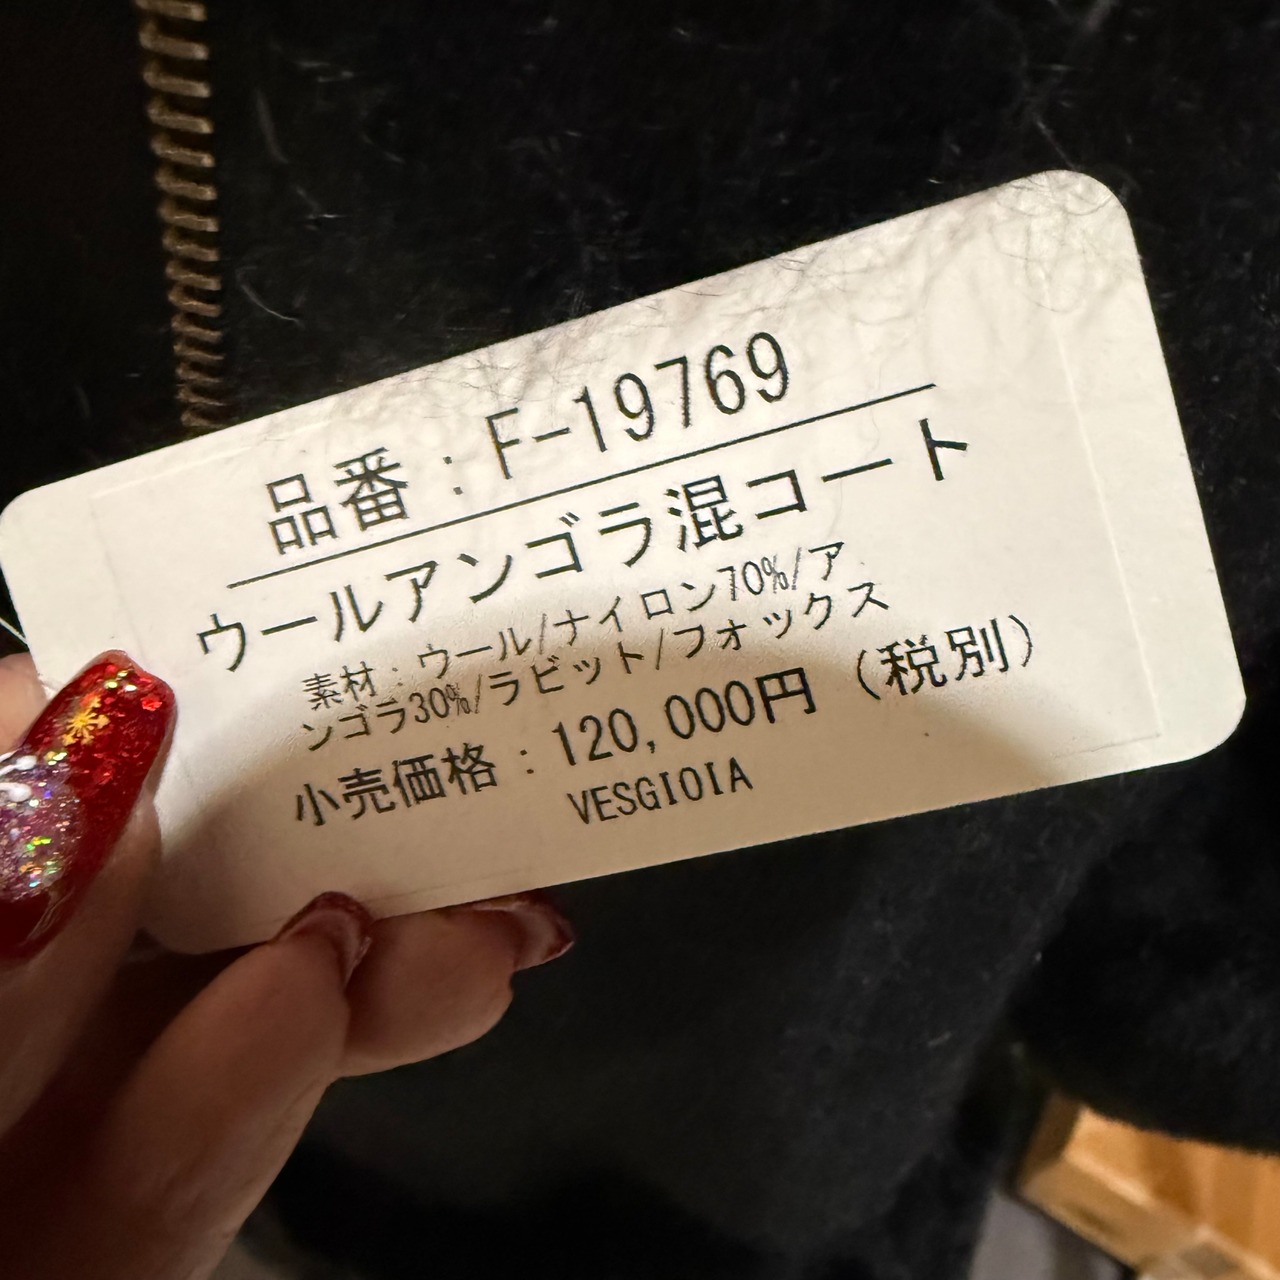 品番：F-19769
ウールアンゴラ混コート
素材：ウール/ナイロン70%/ア
ンゴラ30%/ラビット/フォックス
小売価格：120,000円（税別）
VESGIOIA